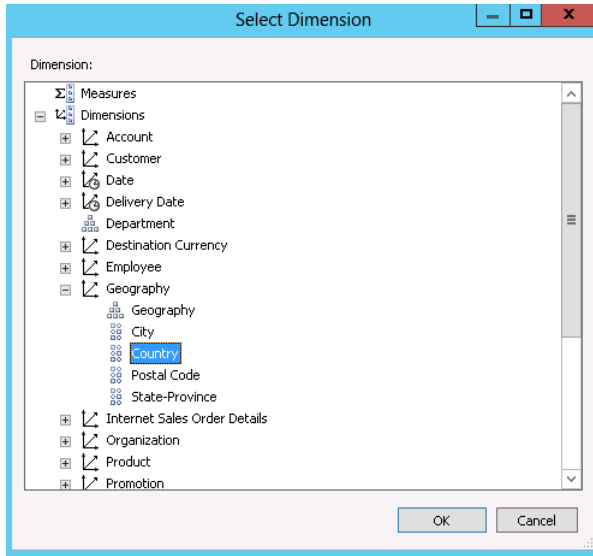 Select Dimension
Dimension:
Measures
Dimensions
Account
Customer
Date
Delivery Date
Department
Destination Currency
Employee
Geography
Geography
City
Country
Postal Code
State-Province
Internet Sales Order Details
Organization
Product
Promotion
OK Cancel